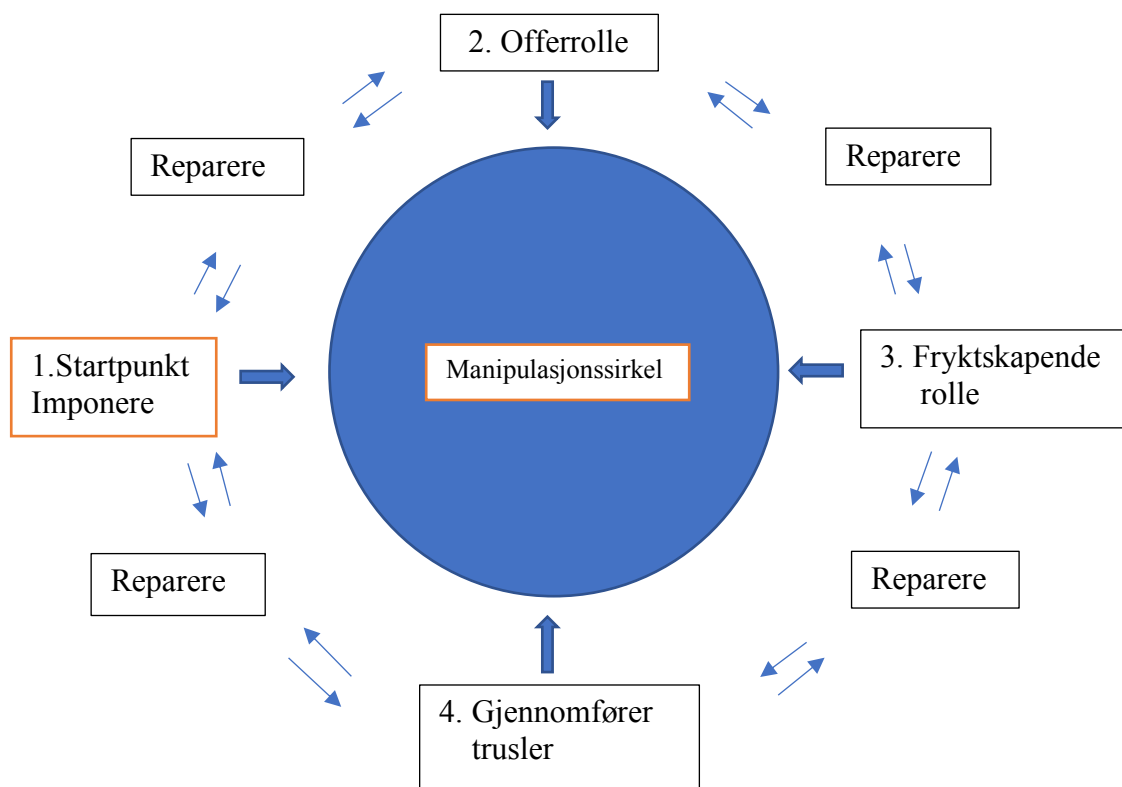 2. Offerrolle
Reparere
Reparere
1.Startpunkt
Imponere
Manipulasjonssirkel
3. Fryktskapende
rolle
Reparere
Reparere
4. Gjennomfører
trusler